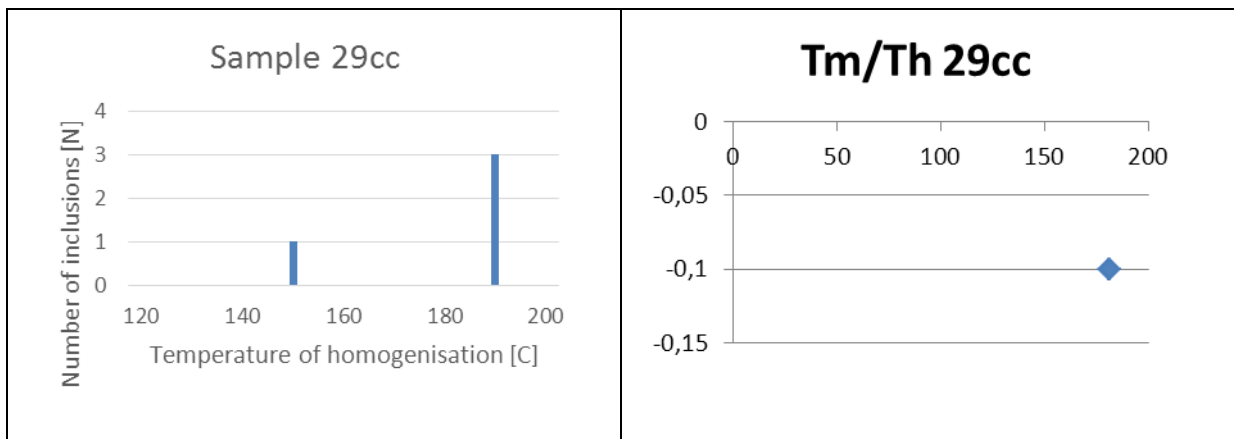 Sample 29cc
Number of inclusions [N]
4
3
2
1
0
120 140 160 180 200
Temperature of homogenisation [C]
Tm/Th 29cc
0
0 50 100 150 200
-0,05
-0,1
-0,15